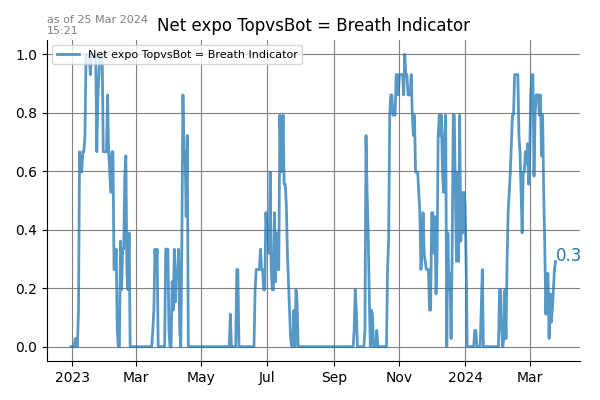 as of 25 Mar 2024
15:21
Net expo TopvsBot = Breath Indicator
Net expo TopvsBot = Breath Indicator
1.0
0.8
0.6
0.4
0.2
0.0
0.3
2023 Mar May Jul Sep Nov 2024 Mar